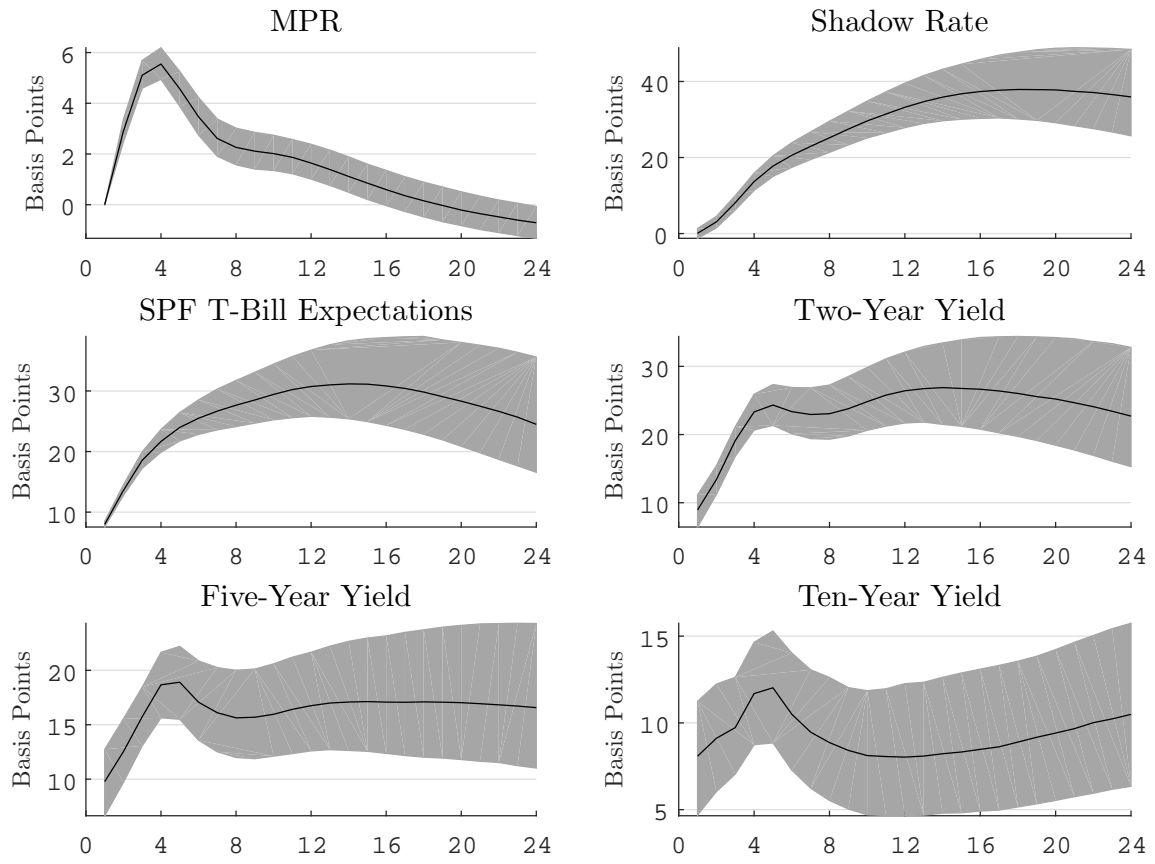 MPR
Basis Points
6
4
2
0
0 4 8 12 16 20 24
Shadow Rate
Basis Points
40
20
0
0 4 8 12 16 20 24
SPF T-Bill Expectations
Basis Points
30
20
10
0 4 8 12 16 20 24
Two-Year Yield
Basis Points
30
20
10
0 4 8 12 16 20 24
Five-Year Yield
Basis Points
20
15
10
0 4 8 12 16 20 24
Ten-Year Yield
Basis Points
15
10
5
0 4 8 12 16 20 24